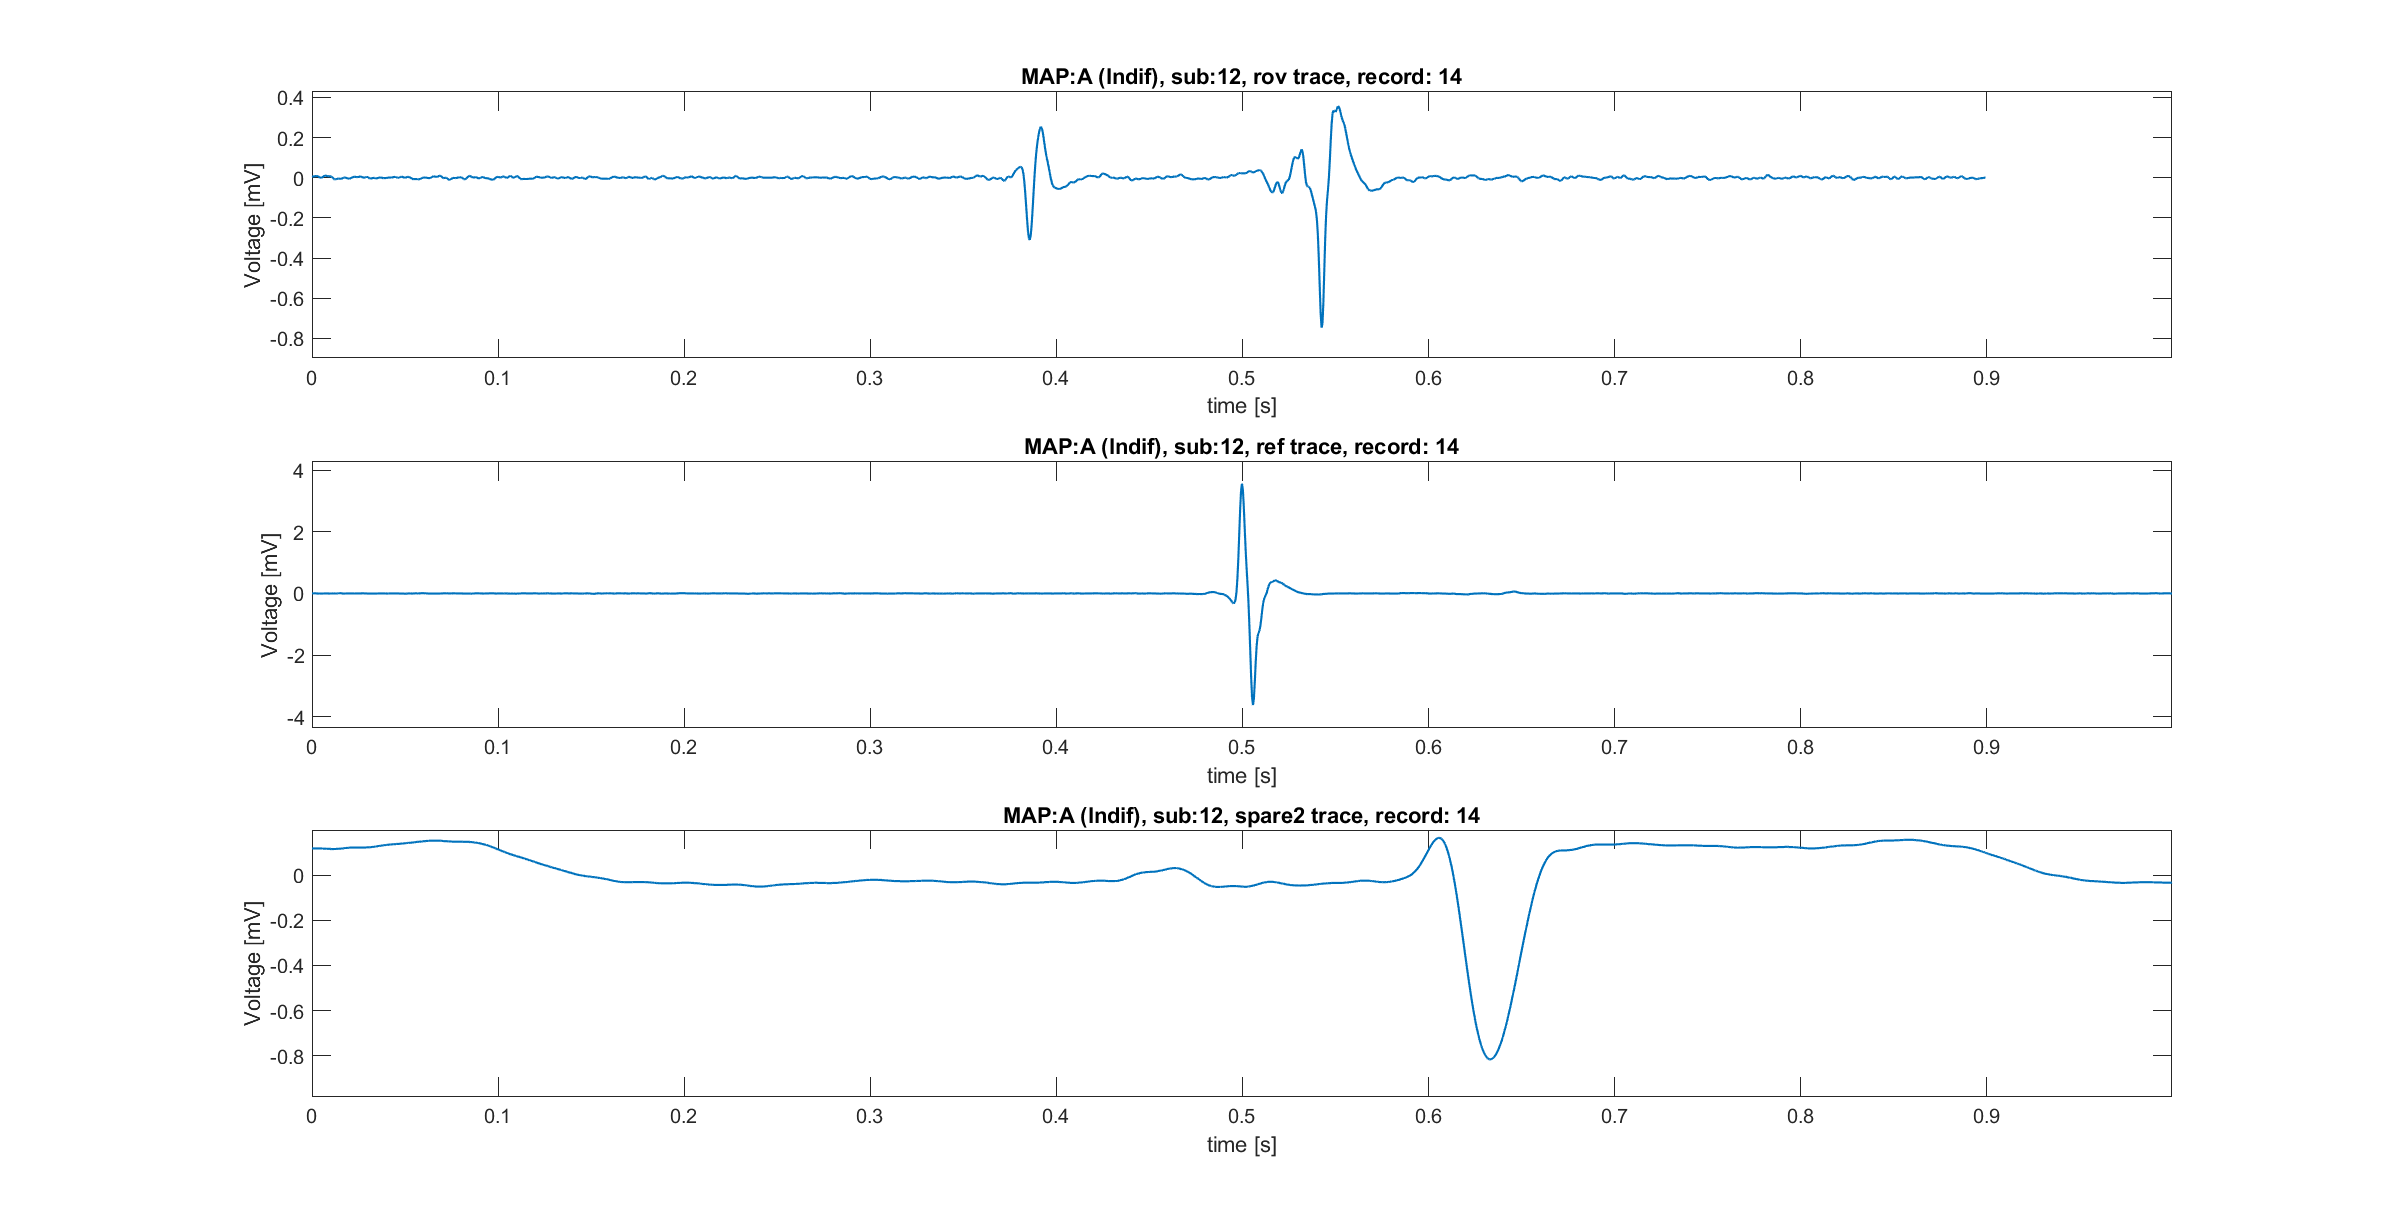 MAP:A (Indif), sub:12, rov trace, record: 14
0.4
0.2
0
-0.2
-0.4
-0.6
-0.8
Voltage [mV]
0 0.1 0.2 0.3 0.4 0.5 0.6 0.7 0.8 0.9
time [s]
MAP:A (Indif), sub:12, ref trace, record: 14
4
2
0
-2
-4
Voltage [mV]
0 0.1 0.2 0.3 0.4 0.5 0.6 0.7 0.8 0.9
time [s]
MAP:A (Indif), sub:12, spare2 trace, record: 14
0
-0.2
-0.4
-0.6
-0.8
Voltage [mV]
0 0.1 0.2 0.3 0.4 0.5 0.6 0.7 0.8 0.9
time [s]